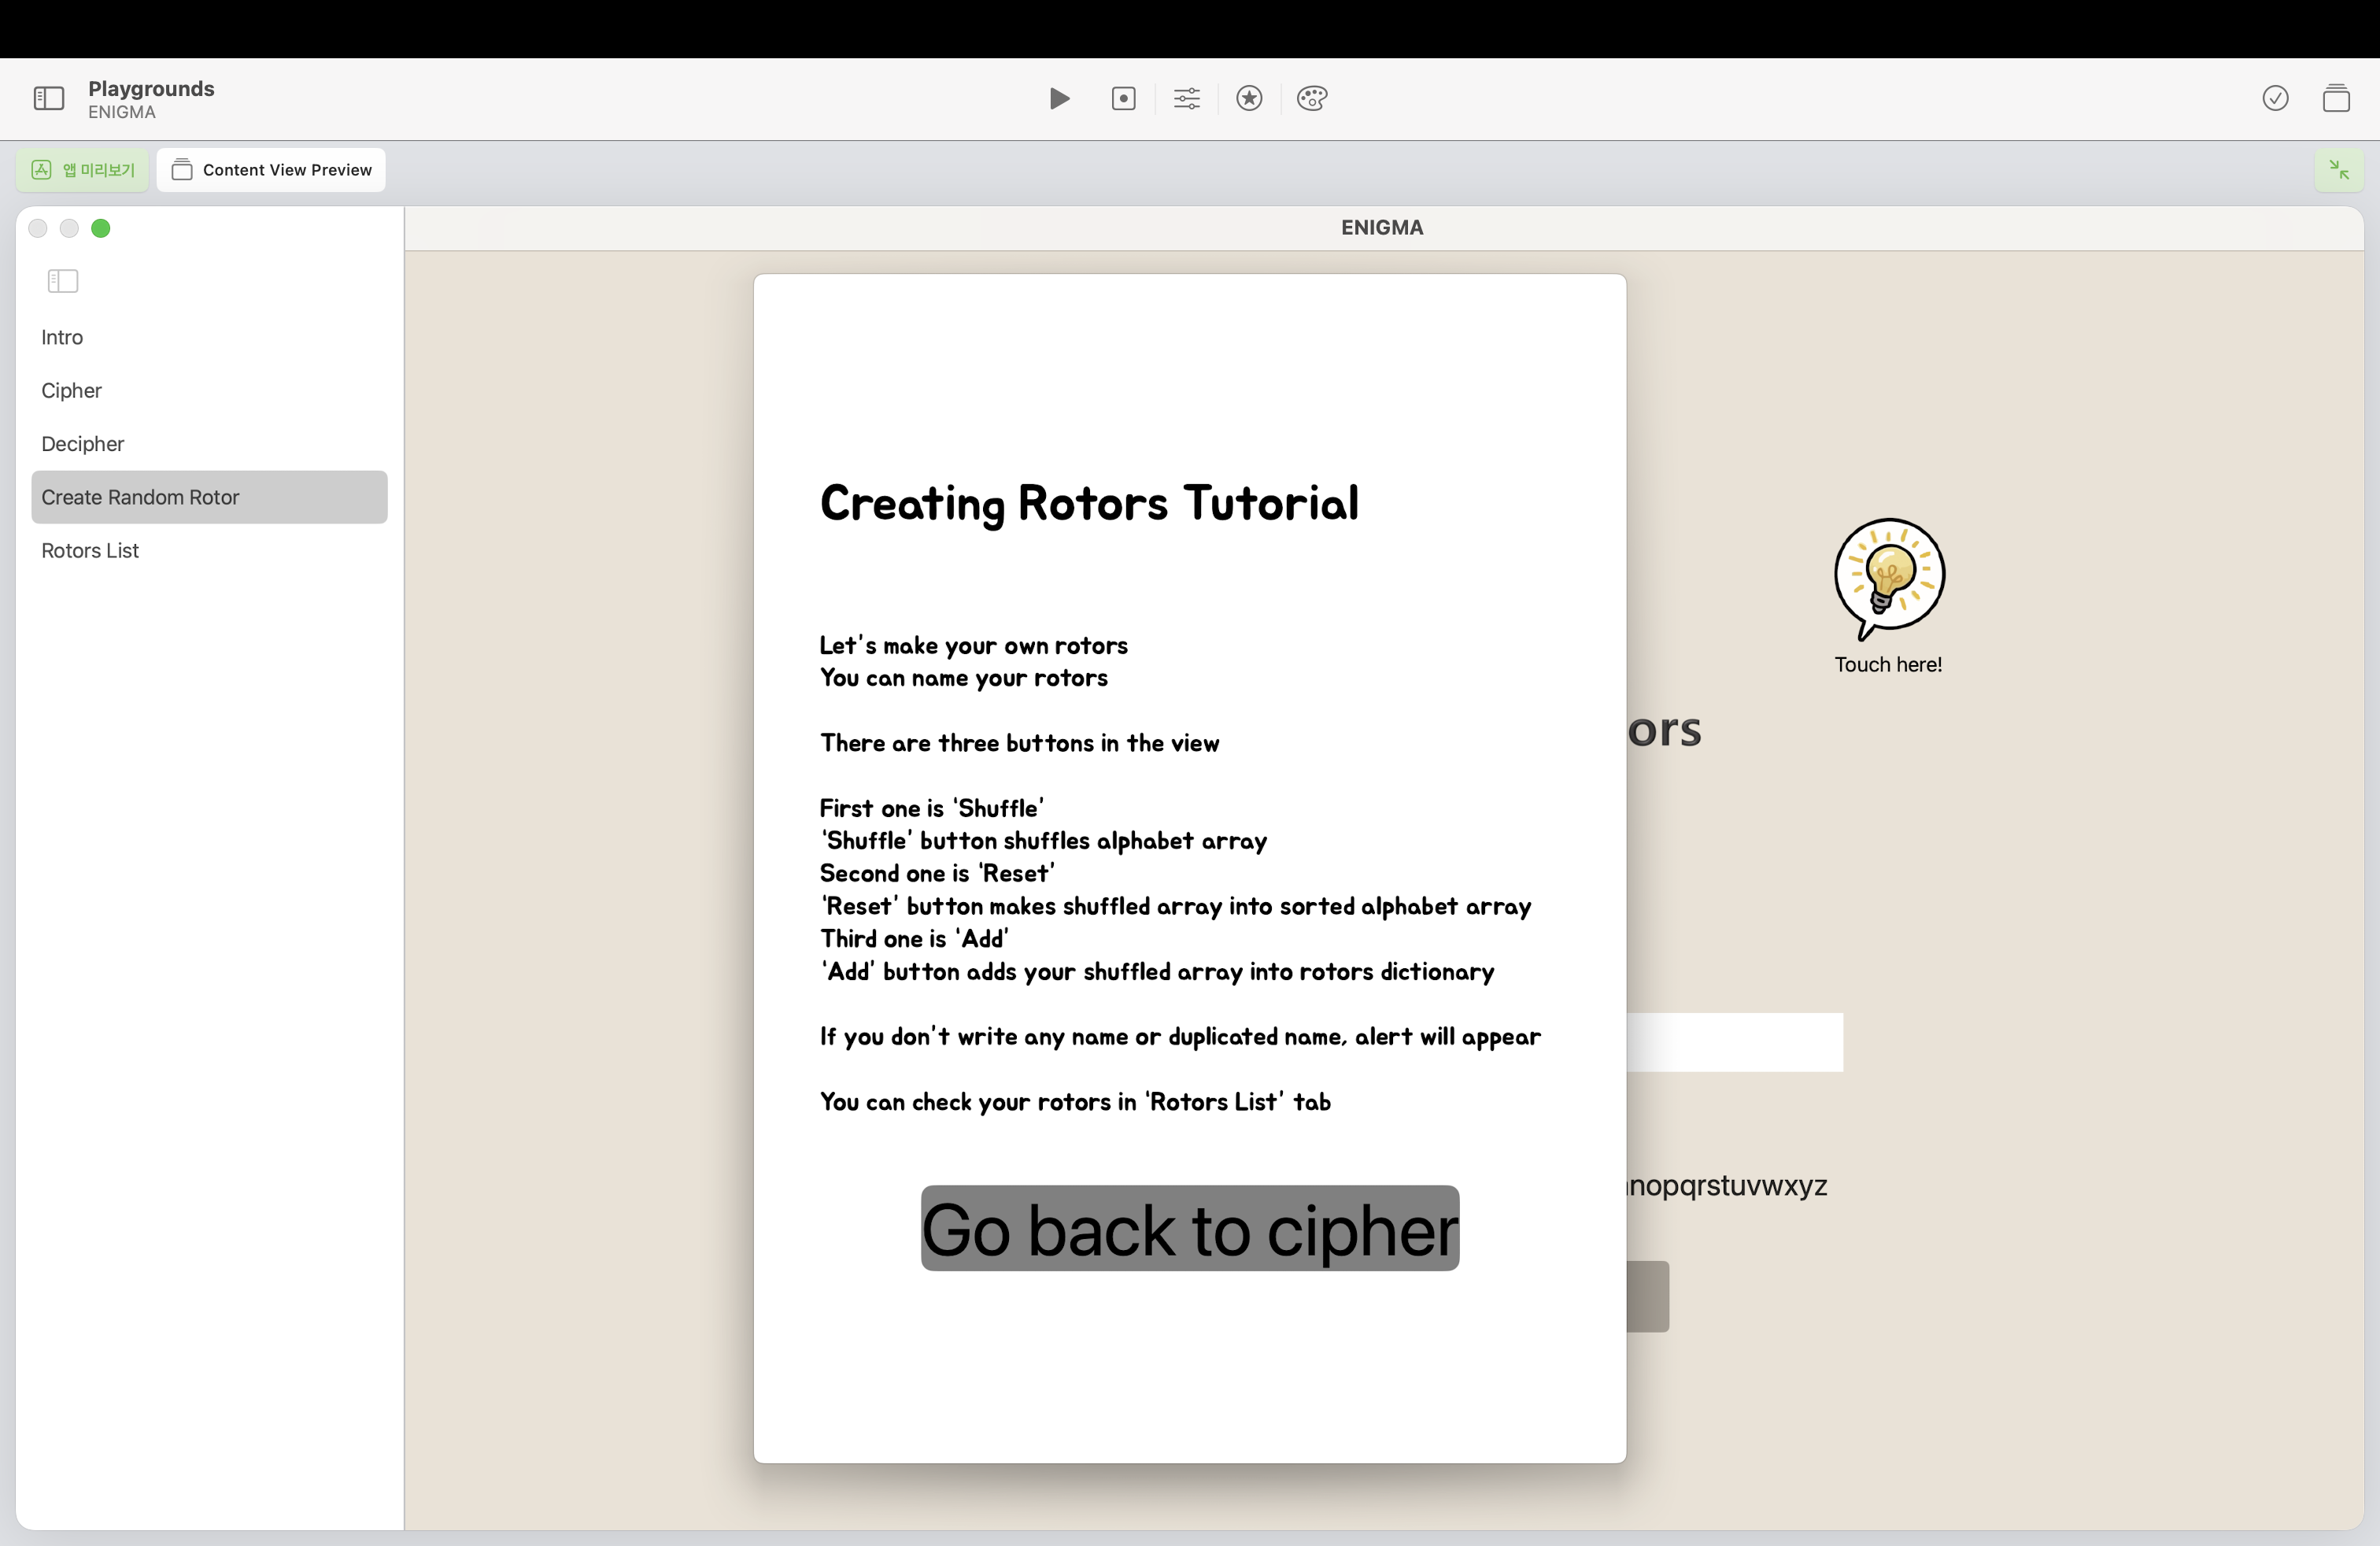 Playgrounds
ENIGMA
앱 미리보기
Content View Preview
ENIGMA
Intro
Cipher
Decipher
Create Random Rotor
Rotors List
Creating Rotors Tutorial
Let's make your own rotors
You can name your rotors
There are three buttons in the view
First one is 'Shuffle'
'Shuffle' button shuffles alphabet array
Second one is 'Reset'
'Reset' button makes shuffled array into sorted alphabet array
Third one is 'Add'
'Add' button adds your shuffled array into rotors dictionary
If you don't write any name or duplicated name, alert will appear
You can check your rotors in 'Rotors List' tab
Go back to cipher
Touch here!
ors
nopqrstuvwxyz